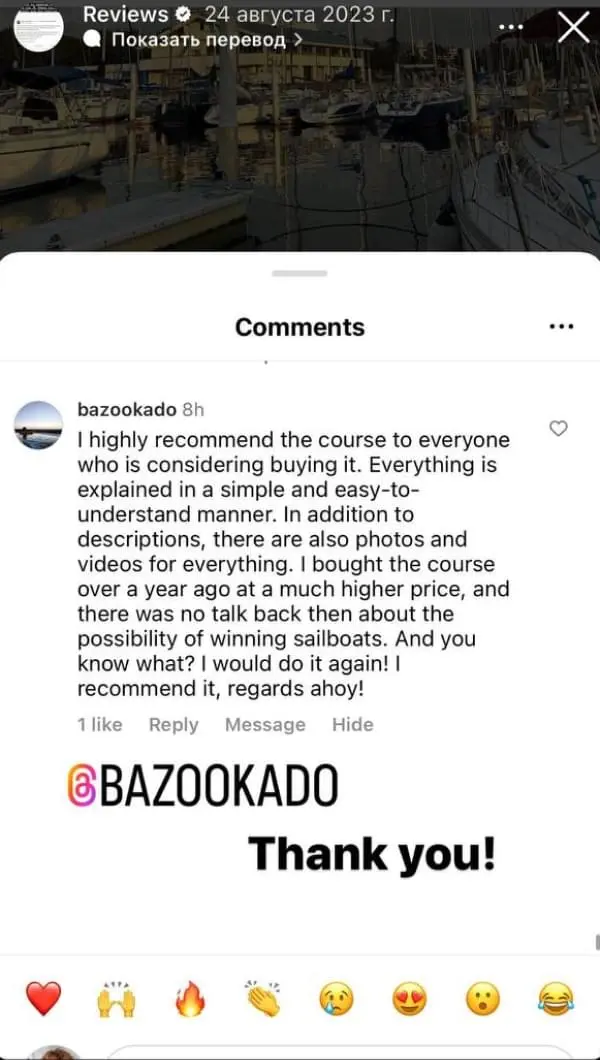 Reviews 24 августа 2023 г.
Показать перевод >
Comments
bazookado 8h
I highly recommend the course to everyone
who is considering buying it. Everything is
explained in a simple and easy-to-
understand manner. In addition to
descriptions, there are also photos and
videos for everything. I bought the course
over a year ago at a much higher price, and
there was no talk back then about the
possibility of winning sailboats. And you
know what? I would do it again! I
recommend it, regards ahoy!
1 like Reply Message Hide
@BAZOOKADO
Thank you!